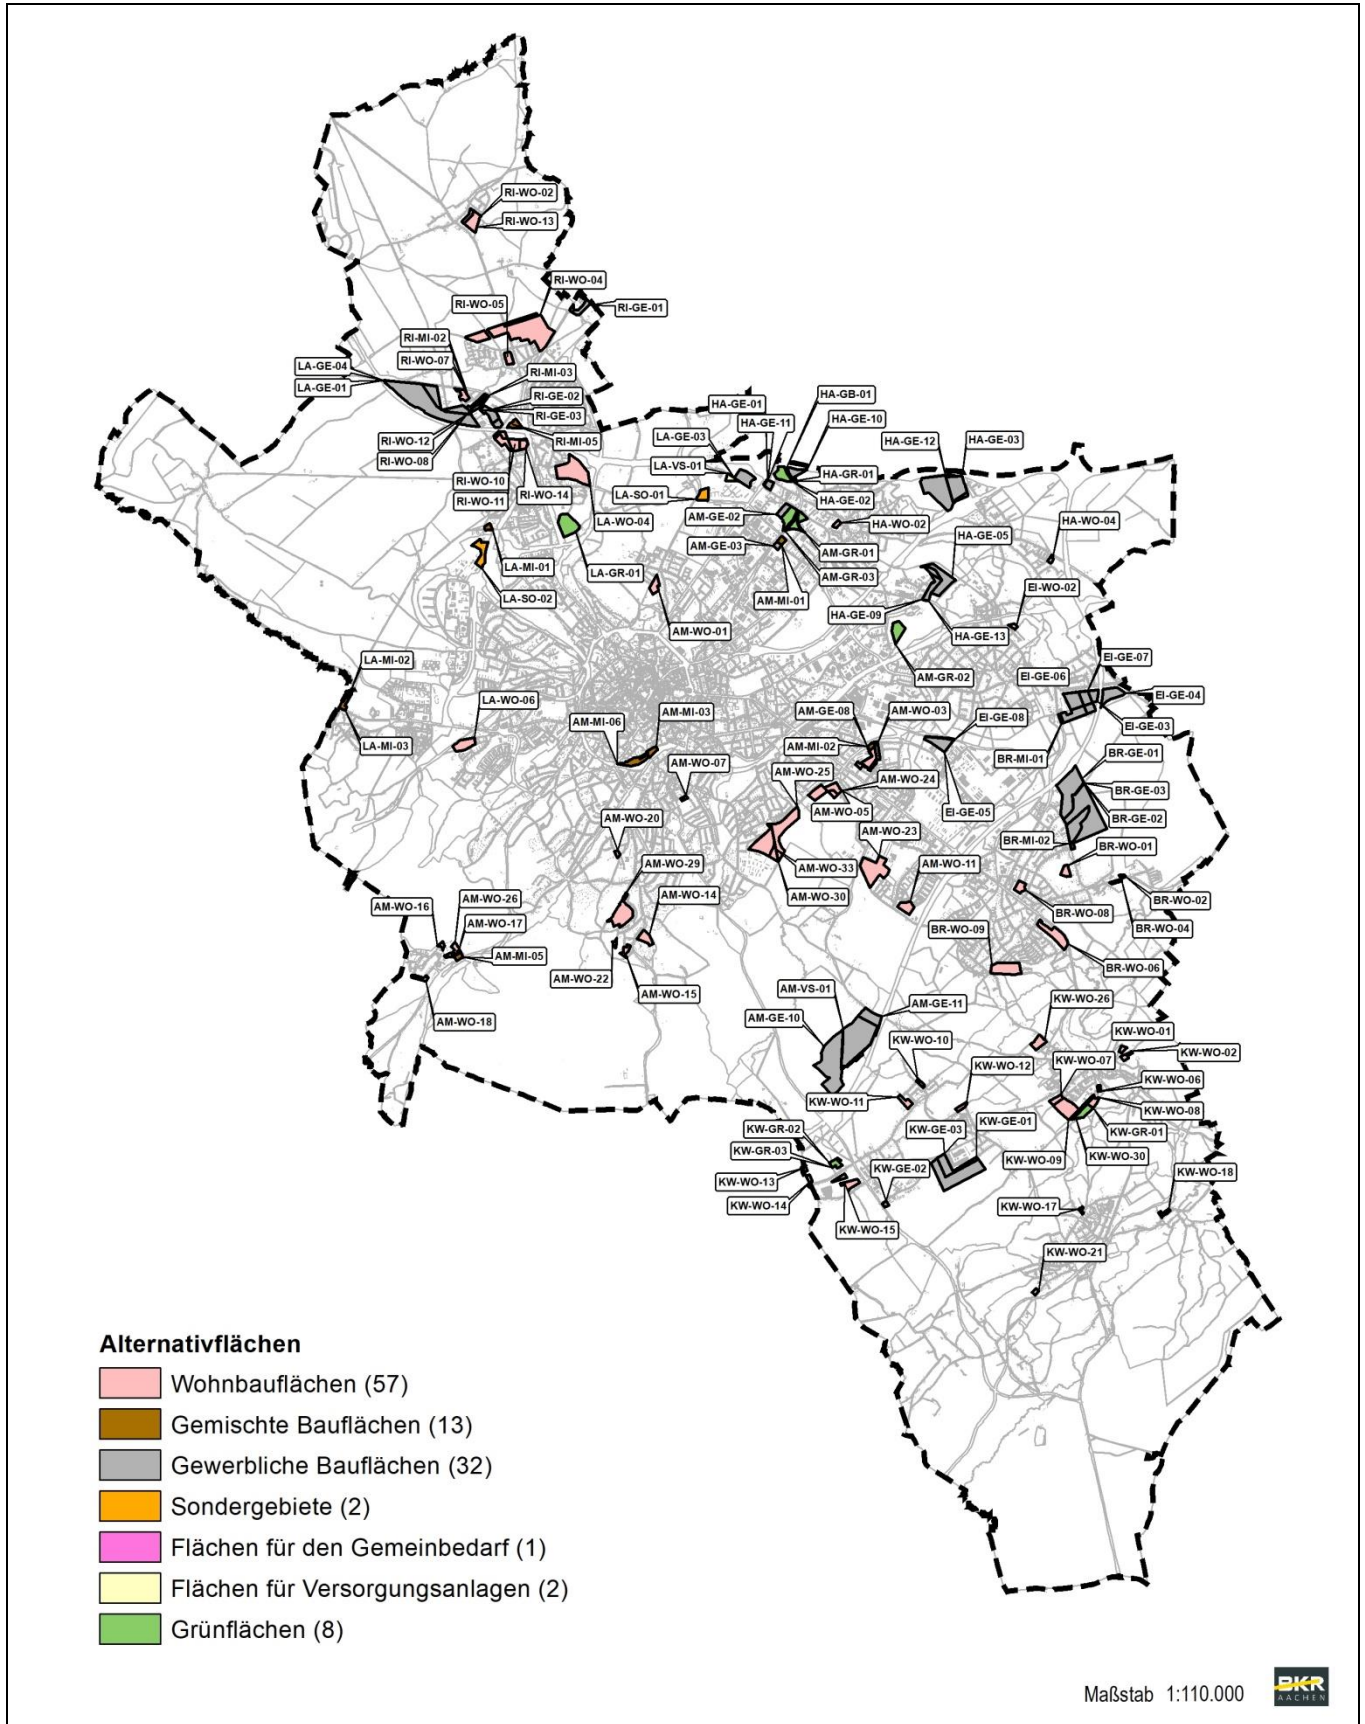 RI-WO-02
RI-WO-13
RI-WO-04
RI-WO-05
RI-GE-01
RI-MI-02
RI-WO-07
LA-GE-04
LA-GE-01
RI-MI-03
RI-GE-02
RI-GE-03
RI-WO-12
RI-WO-08
RI-MI-05
RI-WO-10
RI-WO-11
RI-WO-14
LA-WO-04
LA-MI-01
LA-SO-02
LA-GR-01
HA-GE-01
HA-GE-11
HA-GB-01
HA-GE-10
HA-GE-12
HA-GE-03
LA-GE-03
LA-VS-01
LA-SO-01
HA-GR-01
HA-GE-02
AM-GE-02
AM-GE-03
HA-WO-02
AM-GR-01
AM-GR-03
AM-MI-01
HA-WO-04
HA-GE-05
EI-WO-02
HA-GE-09
HA-GE-13
AM-WO-01
AM-GR-02
LA-MI-02
LA-MI-03
LA-WO-06
AM-MI-06
AM-MI-03
AM-WO-07
AM-GE-08
AM-WO-03
AM-MI-02
EI-GE-08
EI-GE-06
EI-GE-07
EI-GE-04
EI-GE-03
BR-MI-01
BR-GE-01
BR-GE-03
BR-GE-02
BR-MI-02
AM-WO-25
AM-WO-24
AM-WO-05
EI-GE-05
AM-WO-23
AM-WO-20
AM-WO-29
AM-WO-14
AM-WO-33
AM-WO-30
AM-WO-11
BR-WO-01
BR-WO-02
BR-WO-08
BR-WO-04
AM-WO-16
AM-WO-26
AM-WO-17
AM-MI-05
AM-WO-18
AM-WO-22
AM-WO-15
BR-WO-09
BR-WO-06
AM-VS-01
AM-GE-11
AM-GE-10
KW-WO-26
KW-WO-01
KW-WO-02
KW-WO-10
KW-WO-12
KW-WO-07
KW-WO-06
KW-WO-08
KW-GR-01
KW-WO-11
KW-GR-02
KW-GR-03
KW-GE-03
KW-GE-01
KW-WO-09
KW-WO-30
KW-WO-18
KW-WO-13
KW-WO-14
KW-GE-02
KW-WO-15
KW-WO-17
KW-WO-21
Alternativflächen
Wohnbauflächen (57)
Gemischte Bauflächen (13)
Gewerbliche Bauflächen (32)
Sondergebiete (2)
Flächen für den Gemeinbedarf (1)
Flächen für Versorgungsanlagen (2)
Grünflächen (8)
Maßstab 1:110.000
BKR
AACHEN